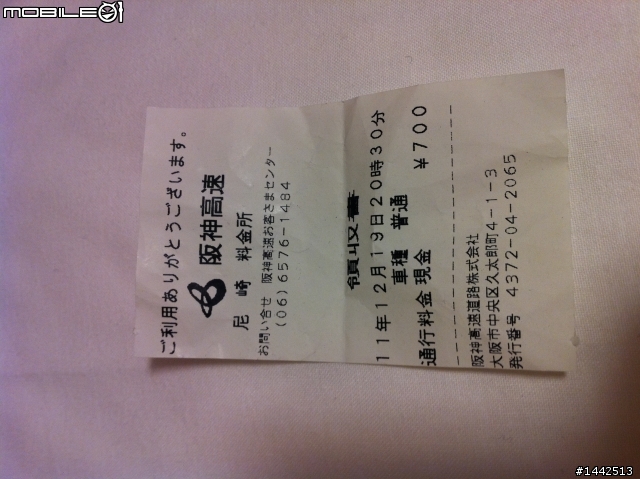 ご利用ありがとうございます。
阪神高速
尼崎 料金所
お問い合せ 阪神高速お客さまセンター
(06)6576-1484
領収書
11年12月19日20時30分
車種 普通
通行料金 現金 ¥700
阪神高速道路株式会社
大阪市中央区久太郎町4-1-3
発行番号 4372-04-2065
MOBILE01
#1442513